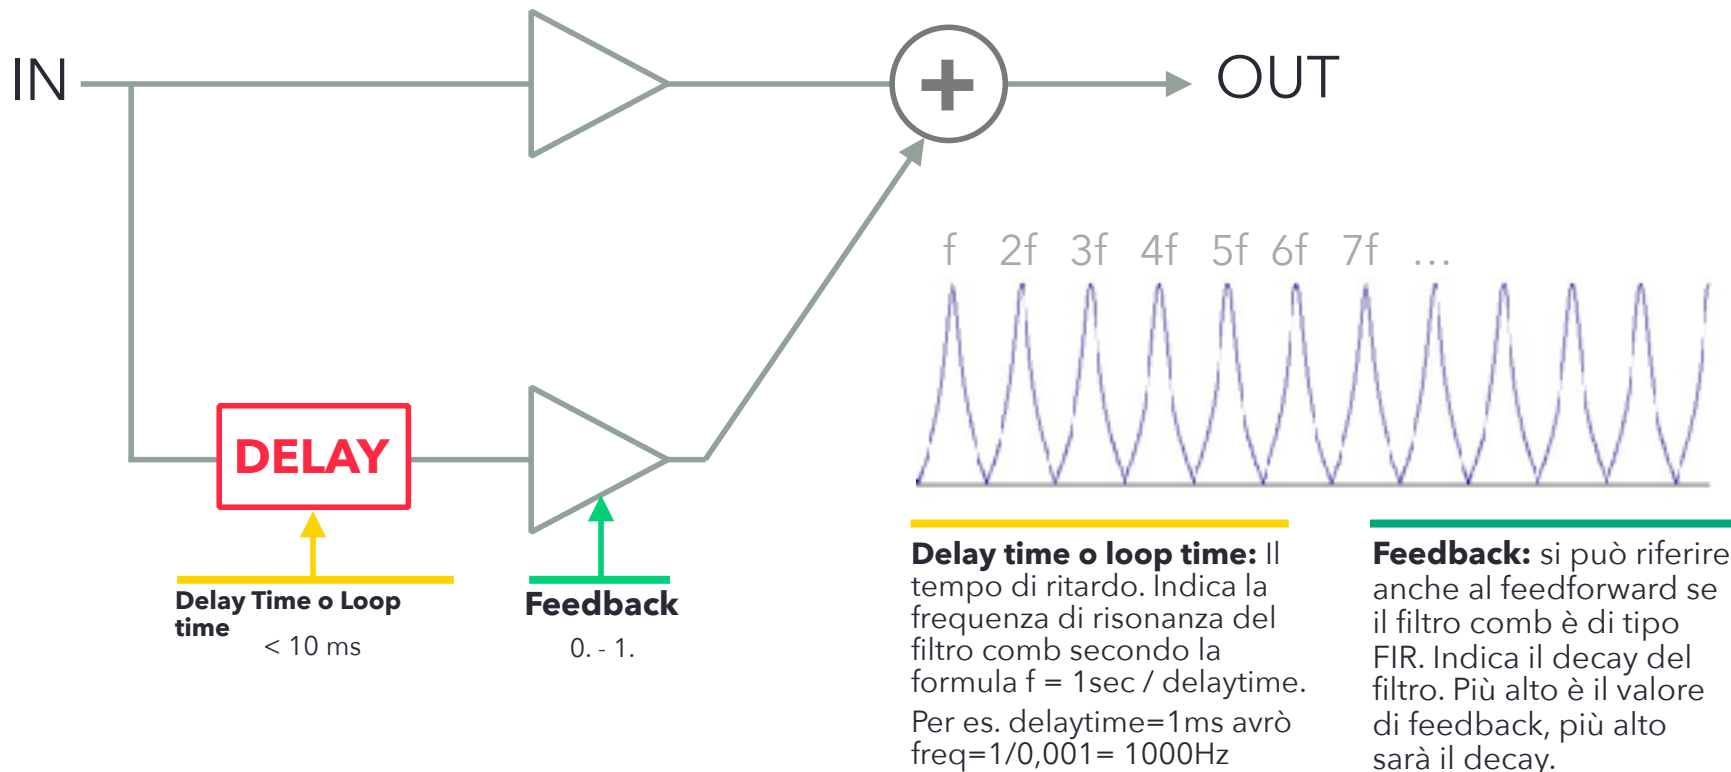 IN
OUT
f 2f 3f 4f 5f 6f 7f ...
DELAY
Delay Time o Loop
time
< 10 ms
Feedback
0. - 1.
Delay time o loop time: Il
tempo di ritardo. Indica la
frequenza di risonanza del
filtro comb secondo la
formula f = 1sec / delaytime.
Per es. delaytime=1ms avrò
freq=1/0,001= 1000Hz
Feedback: si può riferire
anche al feedforward se
il filtro comb è di tipo
FIR. Indica il decay del
filtro. Più alto è il valore
di feedback, più alto
sarà il decay.